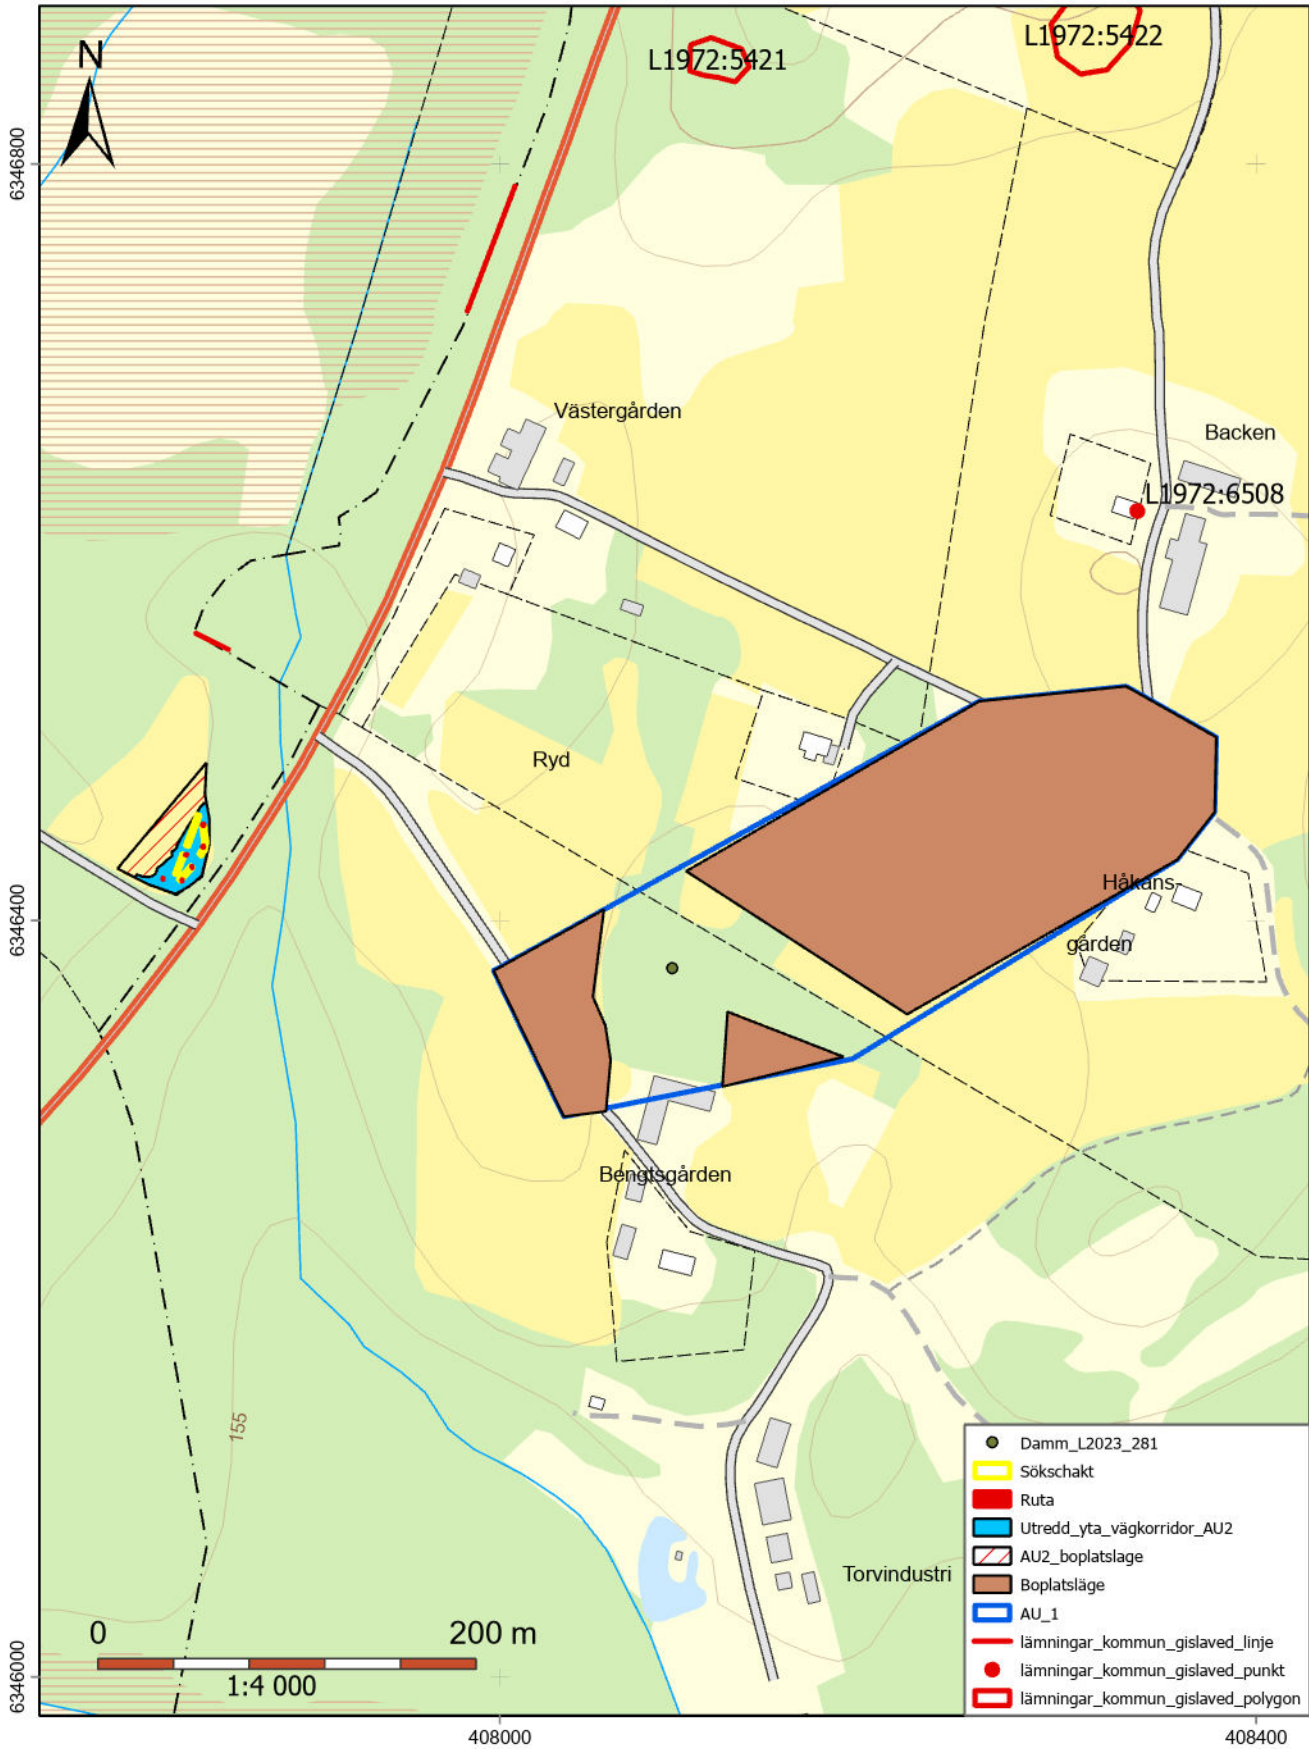 N
L1972:5421
L1972:5422
6346800
Västergården
Backen
L1972:6508
Ryd
Håkans-
gården
6346400
Bengtsgården
155
Torvindustri
0 200 m
1:4 000
6346000
408000
408400
Damm_L2023_281
Sökschakt
Ruta
Utredd_yta_vägkorridor_AU2
AU2_boplatslage
Boplatsläge
AU_1
lämningar_kommun_gislaved_linje
lämningar_kommun_gislaved_punkt
lämningar_kommun_gislaved_polygon